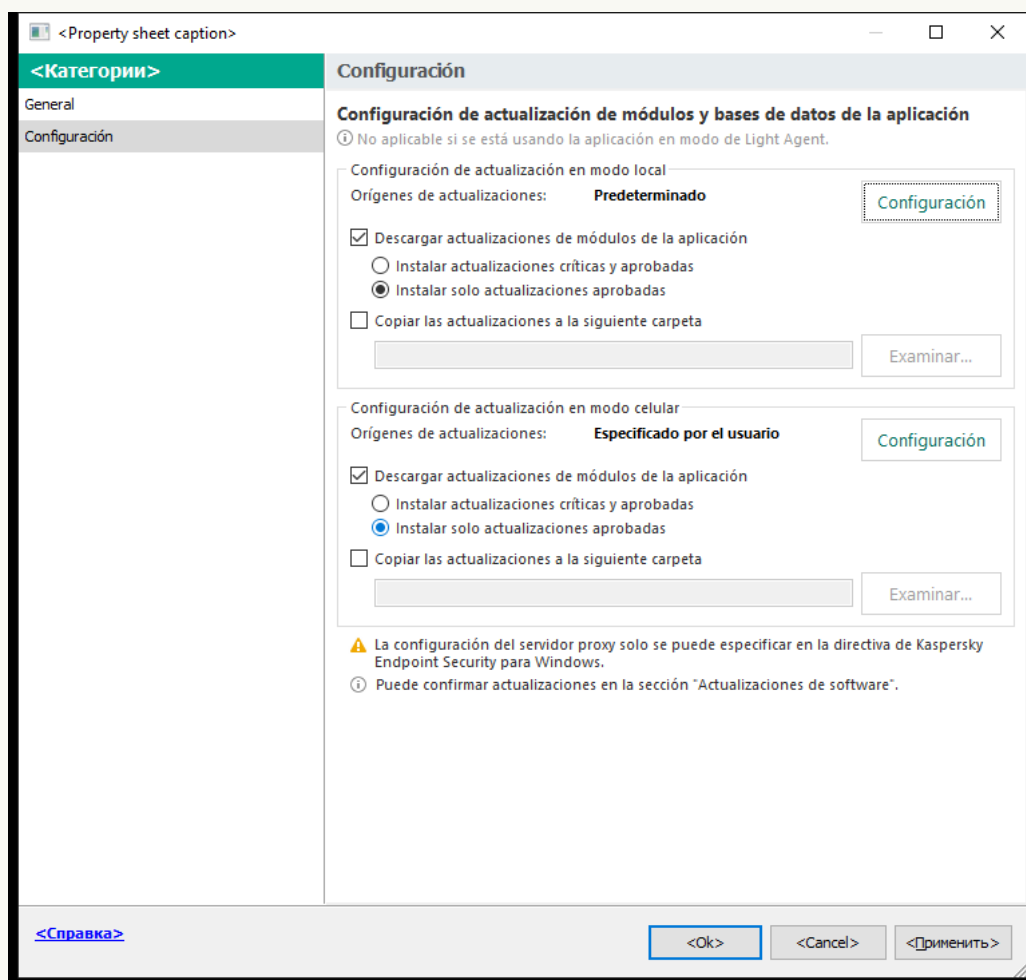 <Property sheet caption>
<Категории>
General
Configuración
Configuración
Configuración de actualización de módulos y bases de datos de la aplicación
No aplicable si se está usando la aplicación en modo de Light Agent.
Configuración de actualización en modo local
Orígenes de actualizaciones: Predeterminado Configuración
Descargar actualizaciones de módulos de la aplicación
Instalar actualizaciones críticas y aprobadas
Instalar solo actualizaciones aprobadas
Copiar las actualizaciones a la siguiente carpeta
Examinar...
Configuración de actualización en modo celular
Orígenes de actualizaciones: Especificado por el usuario Configuración
Descargar actualizaciones de módulos de la aplicación
Instalar actualizaciones críticas y aprobadas
Instalar solo actualizaciones aprobadas
Copiar las actualizaciones a la siguiente carpeta
Examinar...
La configuración del servidor proxy solo se puede especificar en la directiva de Kaspersky
Endpoint Security para Windows.
Puede confirmar actualizaciones en la sección "Actualizaciones de software".
<Справка>
<Ok> <Cancel> <Применить>